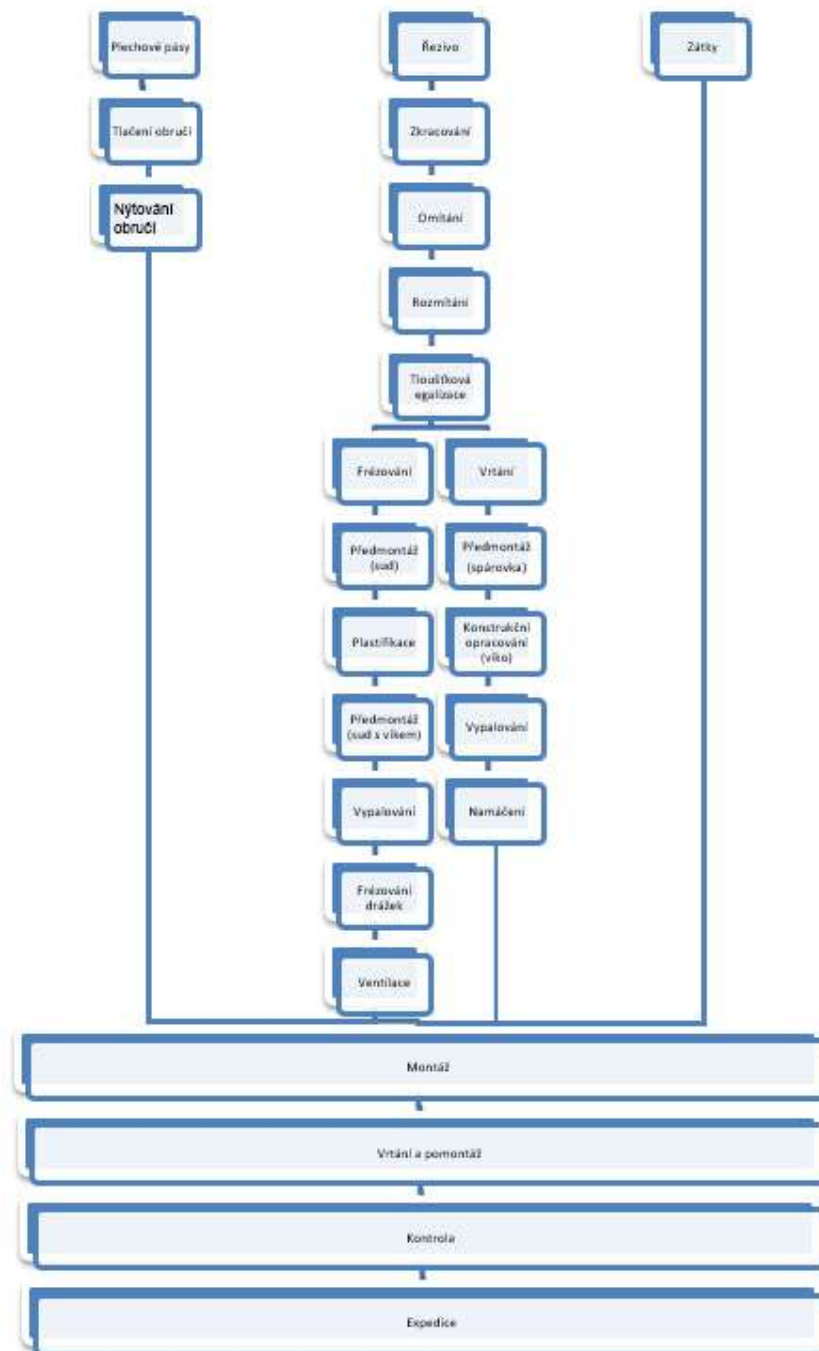 Plechové pásy
Řezivo
Zátky
Tlačení obručí
Zkracování
Nýtování
obručí
Omítání
Rozmítání
Tloušťková
egalizace
Frézování
Vrtání
Předmontáž
(sud)
Předmontáž
(spárovka)
Plastifikace
Konstrukční
opracování
(víko)
Předmontáž
(sud s víkem)
Vypalování
Vypalování
Namáčení
Frézování
drážek
Ventilace
Montáž
Vrtání a pomontáž
Kontrola
Expedice